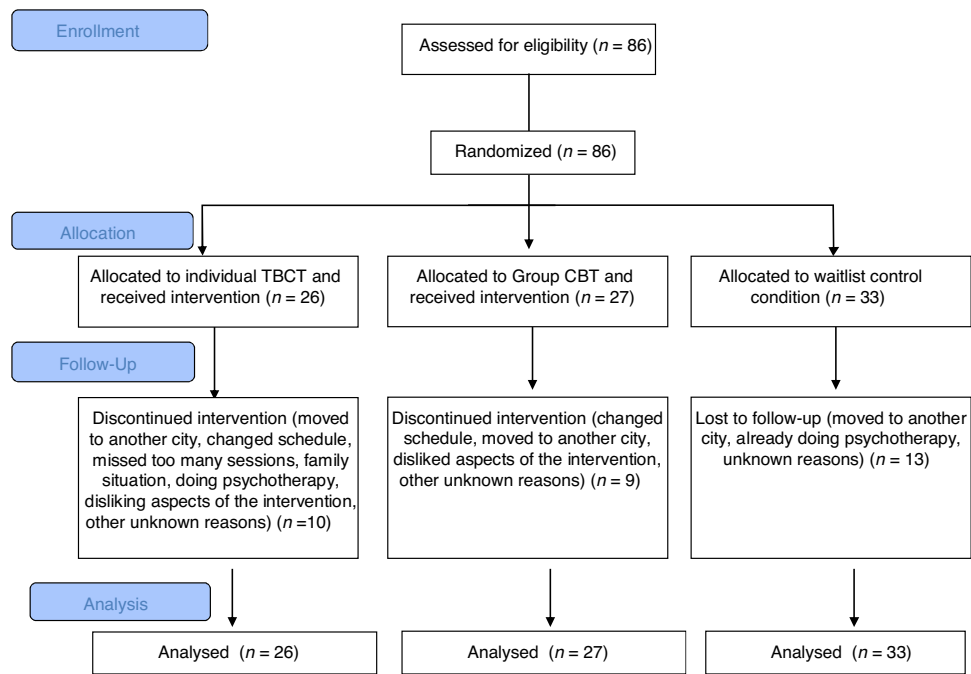 Enrollment
Assessed for eligibility (n = 86)
Randomized (n = 86)
Allocation
Allocated to individual TBCT and
received intervention (n = 26)
Allocated to Group CBT and
received intervention (n = 27)
Allocated to waitlist control
condition (n = 33)
Follow-Up
Discontinued intervention (moved
to another city, changed schedule,
missed too many sessions, family
situation, doing psychotherapy,
disliking aspects of the intervention,
other unknown reasons) (n =10)
Discontinued intervention (changed
schedule, moved to another city,
disliked aspects of the intervention,
other unknown reasons) (n = 9)
Lost to follow-up (moved to another
city, already doing psychotherapy,
unknown reasons) (n = 13)
Analysis
Analysed (n = 26)
Analysed (n = 27)
Analysed (n = 33)